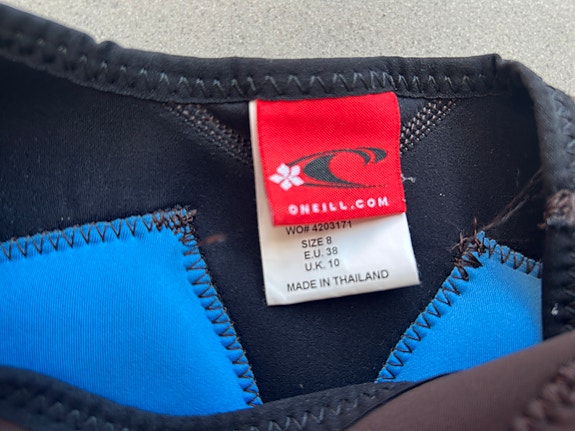 ONEILL.COM
WO# 4203171
SIZE 8
E.U. 38
U.K. 10
MADE IN THAILAND